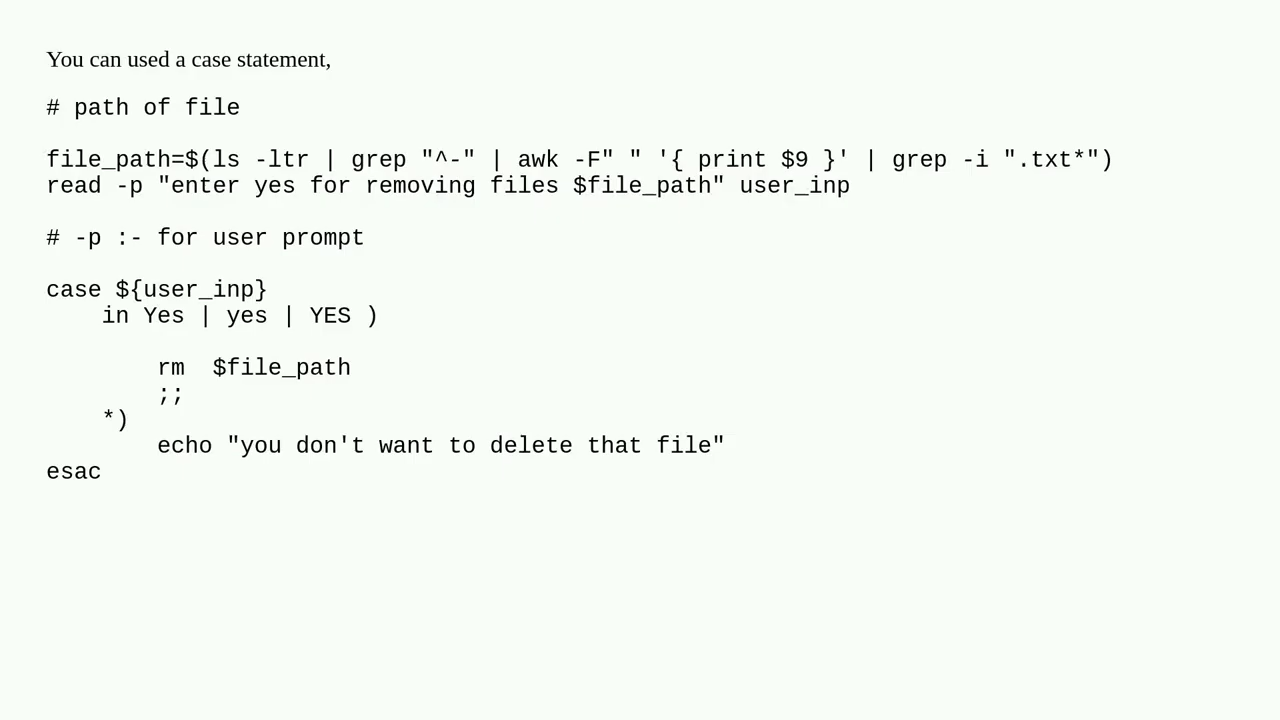 You can used a case statement,
# path of file
file_path=$(ls -ltr | grep "^-" | awk -F" " '{ print $9 }' | grep -i ".txt*")
read -p "enter yes for removing files $file_path" user_inp
# -p :- for user prompt
case ${user_inp}
    in Yes | yes | YES )
        rm  $file_path
        ;;
    *)
        echo "you don't want to delete that file"
esac